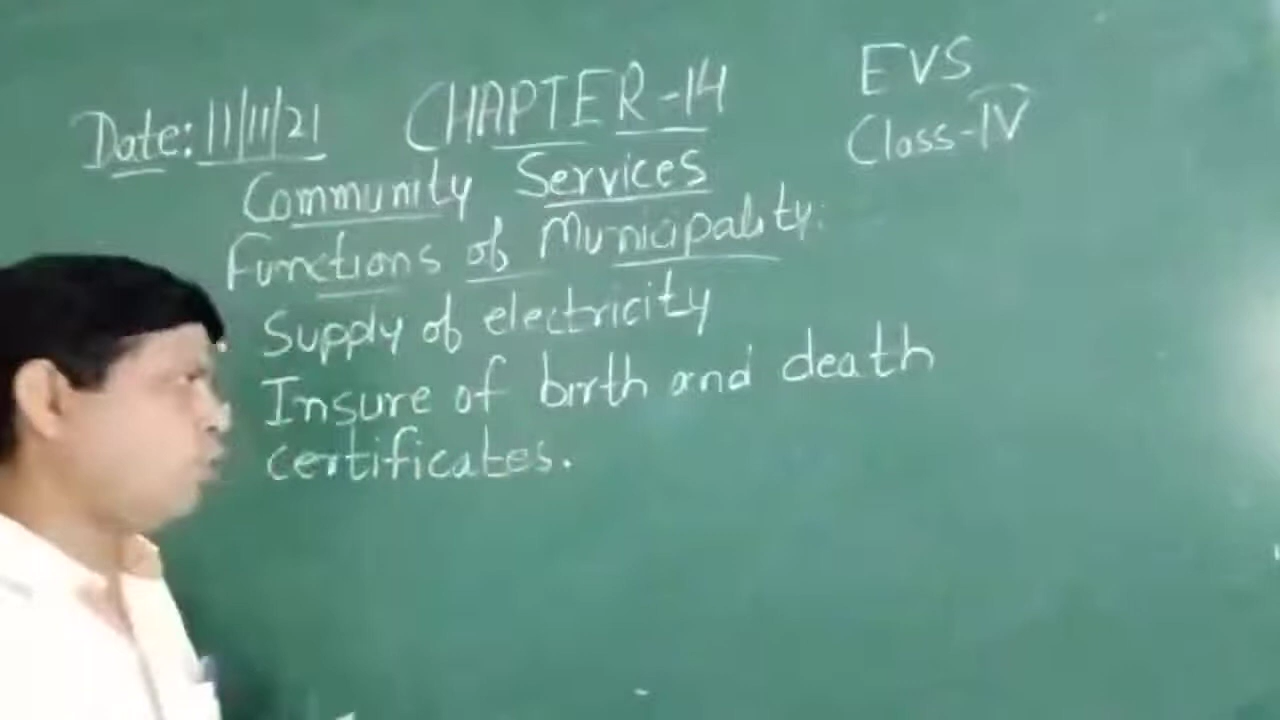 Date: 11/11/21 CHAPTER-14 EVS
Class-IV
Community Services
Functions of Municipality:
Supply of electricity
Insure of birth and death
certificates.